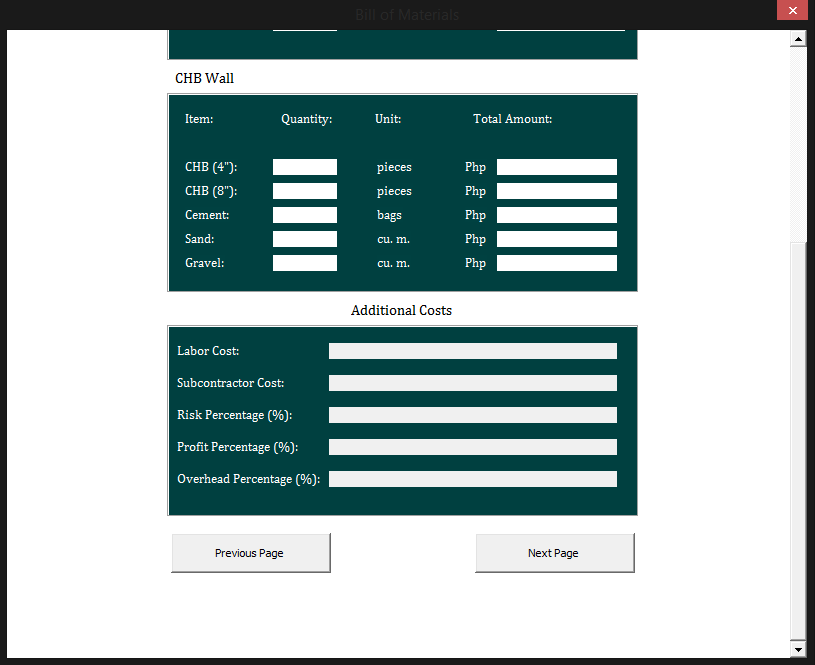 Bill of Materials
CHB Wall
Item: Quantity: Unit: Total Amount:
CHB (4"): pieces Php
CHB (8"): pieces Php
Cement: bags Php
Sand: cu. m. Php
Gravel: cu. m. Php
Additional Costs
Labor Cost:
Subcontractor Cost:
Risk Percentage (%):
Profit Percentage (%):
Overhead Percentage (%):
Previous Page Next Page